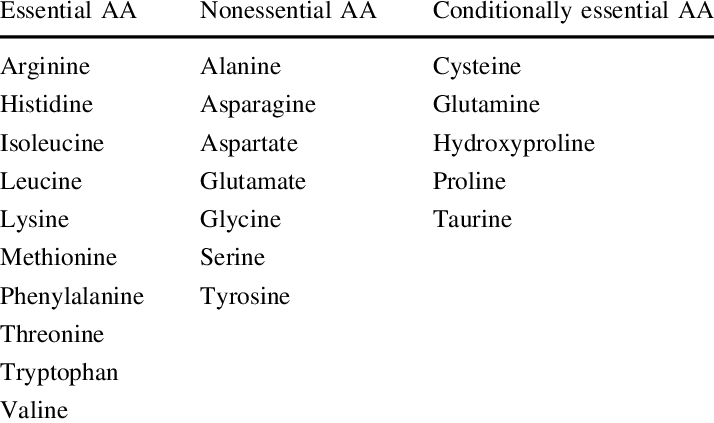 Essential AA Nonessential AA Conditionally essential AA
Arginine Alanine Cysteine
Histidine Asparagine Glutamine
Isoleucine Aspartate Hydroxyproline
Leucine Glutamate Proline
Lysine Glycine Taurine
Methionine Serine
Phenylalanine Tyrosine
Threonine
Tryptophan
Valine